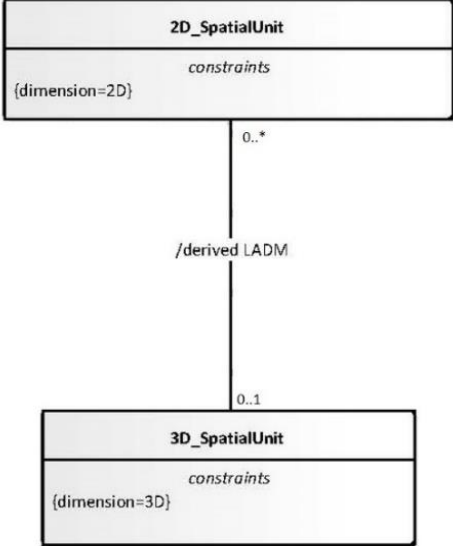 2D_SpatialUnit
constraints
{dimension=2D}
0..*
/derived LADM
0..1
3D_SpatialUnit
constraints
{dimension=3D}